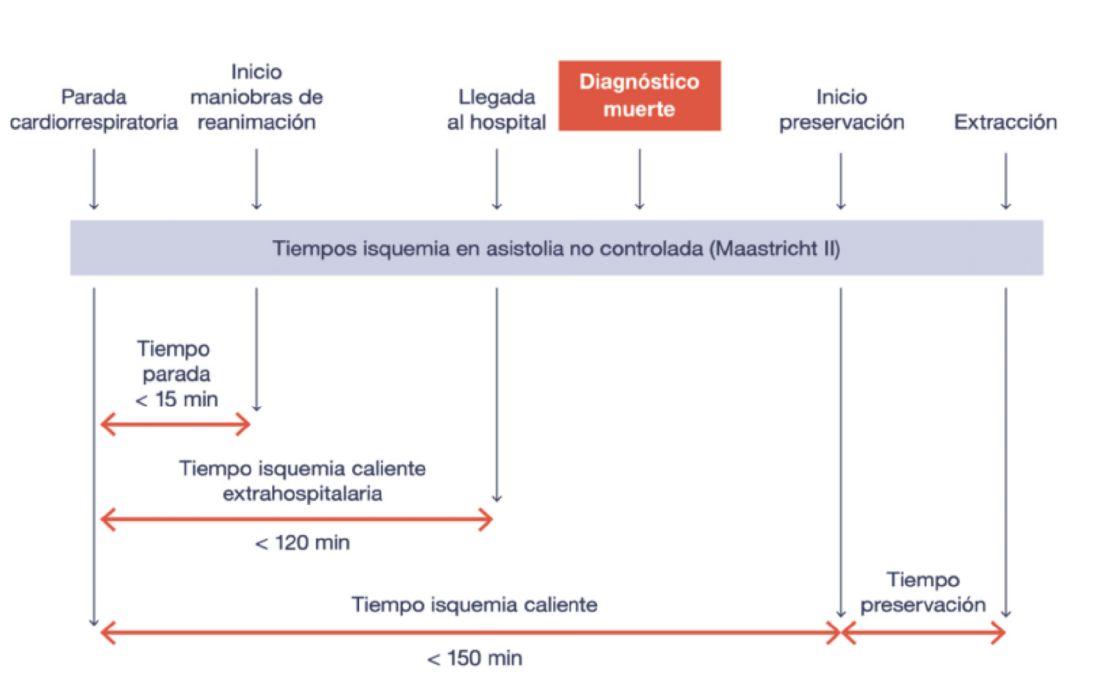 Parada
cardiorrespiratoria
Inicio
maniobras de
reanimación
Llegada
al hospital
Diagnóstico
muerte
Inicio
preservación
Extracción
Tiempos isquemia en asistolia no controlada (Maastricht II)
Tiempo
parada
< 15 min
Tiempo isquemia caliente
extrahospitalaria
< 120 min
Tiempo isquemia caliente
< 150 min
Tiempo
preservación